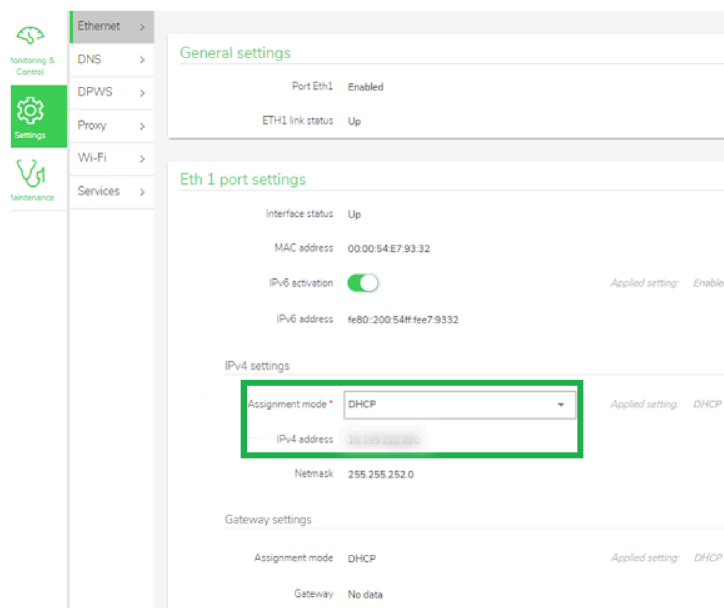 Monitoring & Control
Settings
Maintenance
Ethernet
DNS
DPWS
Proxy
Wi-Fi
Services
General settings
Port Eth1 Enabled
ETH1 link status Up
Eth 1 port settings
Interface status Up
MAC address 00:00:54:E7:93:32
IPv6 activation Applied setting: Enable
IPv6 address fe80::200:54ff:fee7:9332
IPv4 settings
Assignment mode * DHCP Applied setting: DHCP
IPv4 address
Netmask 255.255.252.0
Gateway settings
Assignment mode DHCP Applied setting: DHCP
Gateway No data